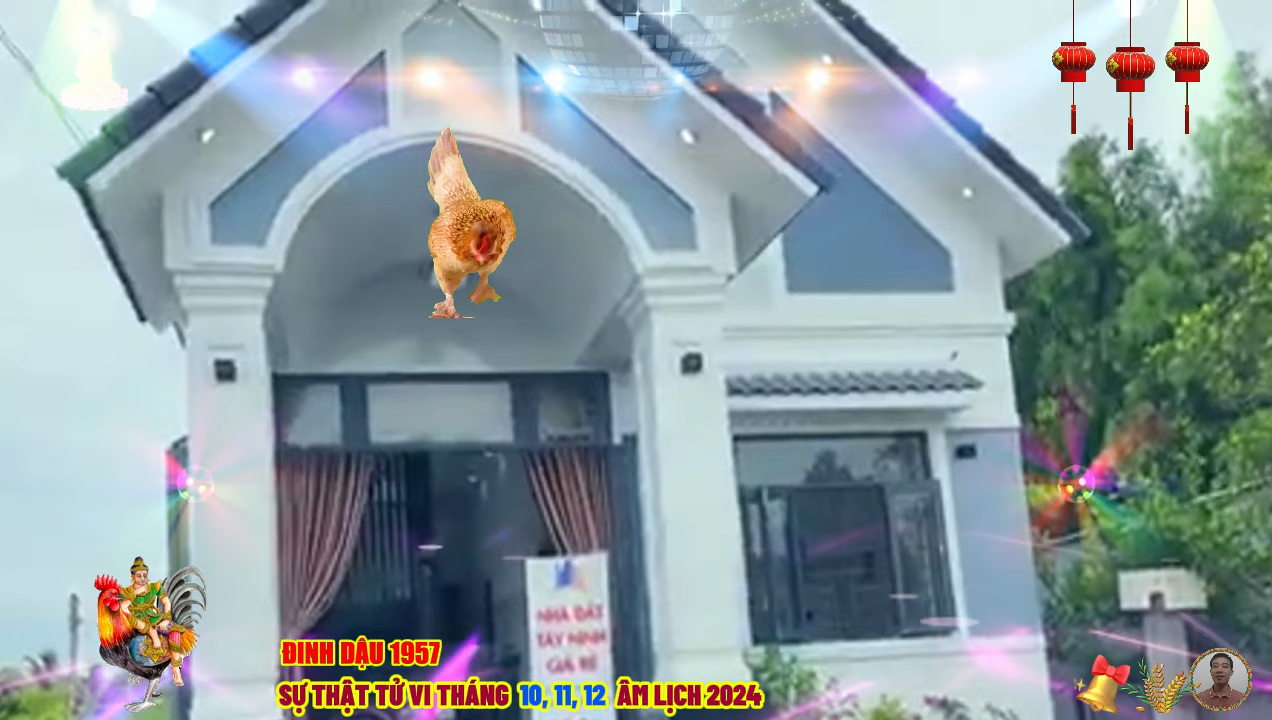 NHÀ ĐẤT
TÂY NINH
GIÁ RẺ
ĐINH DẬU 1957
SỰ THẬT TỬ VI THÁNG 10, 11, 12 ÂM LỊCH 2024